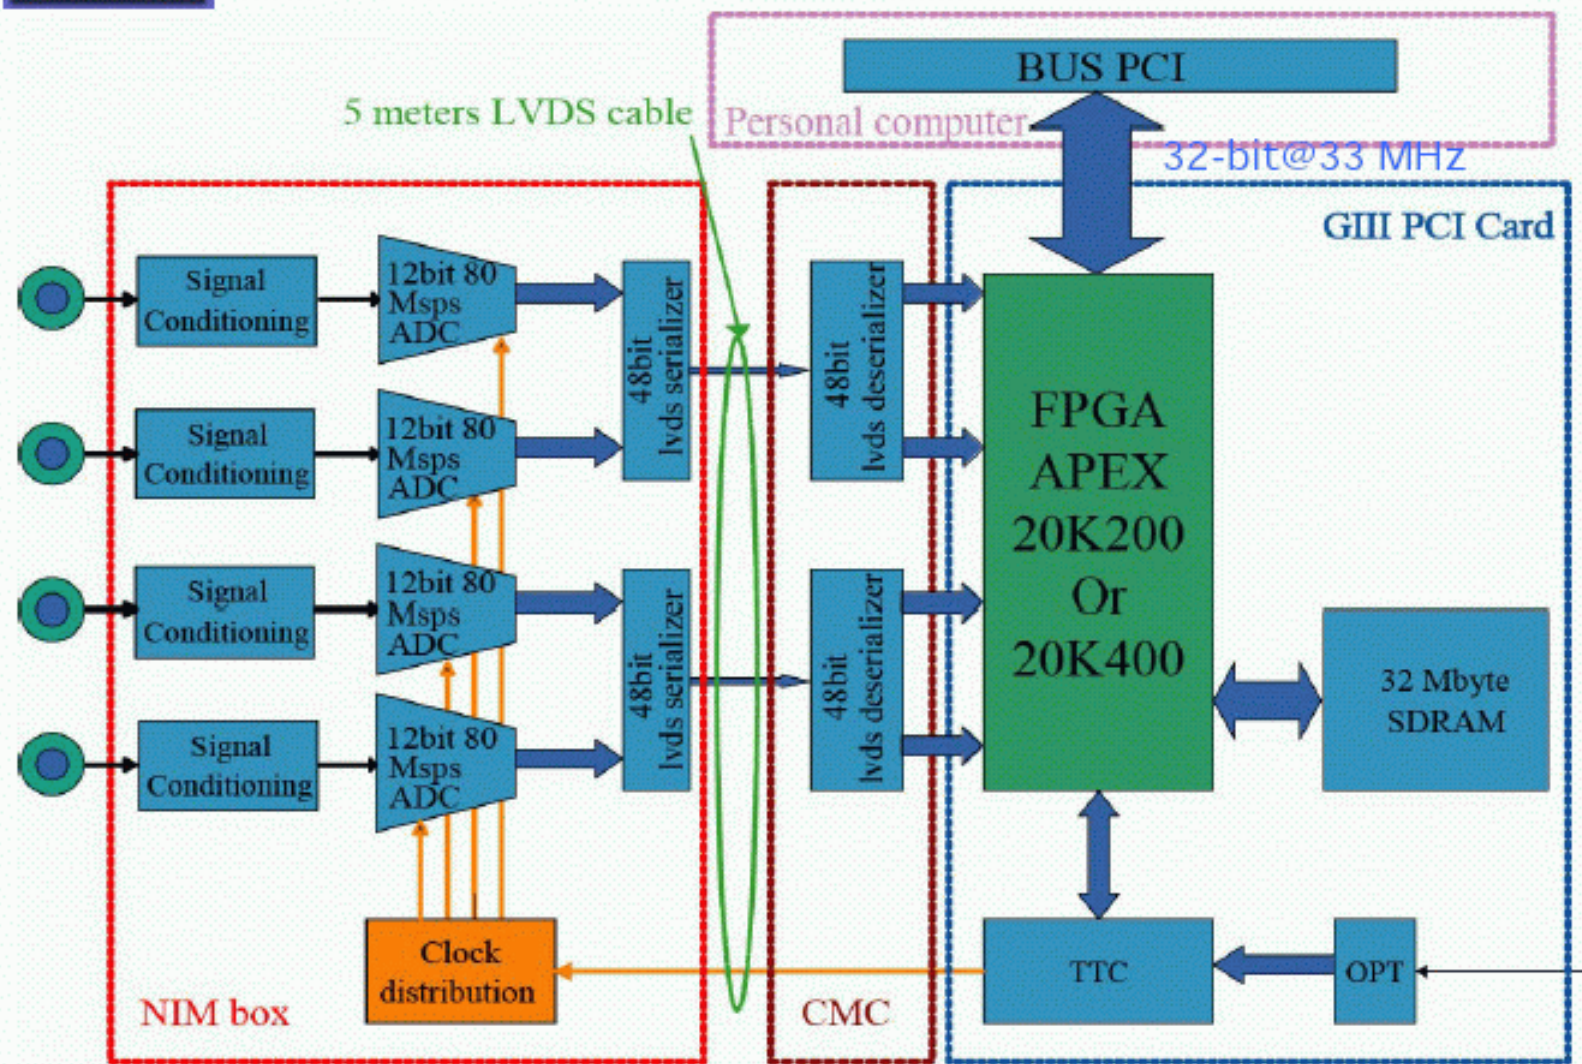 BUS PCI
5 meters LVDS cable
Personal computer
32-bit@33 MHz
GIII PCI Card
Signal
Conditioning
12bit 80
Msps
ADC
48bit
lvds serializer
48bit
lvds deserializer
Signal
Conditioning
12bit 80
Msps
ADC
FPGA
APEX
20K200
Or
20K400
Signal
Conditioning
12bit 80
Msps
ADC
48bit
lvds serializer
48bit
lvds deserializer
32 Mbyte
SDRAM
Signal
Conditioning
12bit 80
Msps
ADC
Clock
distribution
TTC
OPT
NIM box
CMC